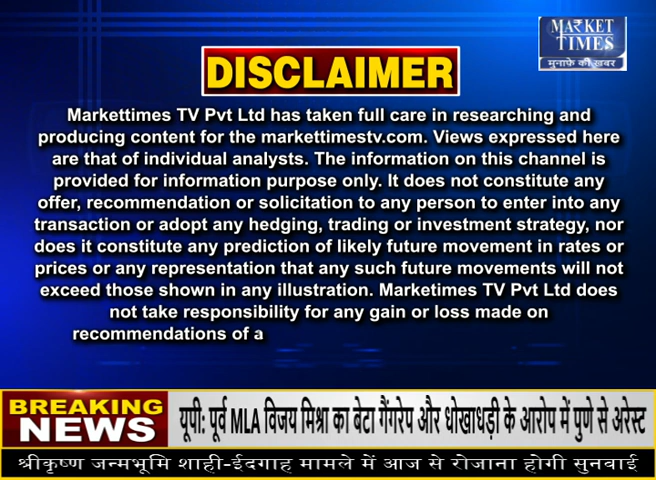 MARKET
TIMES
मुनाफे की खबर
DISCLAIMER
Markettimes TV Pvt Ltd has taken full care in researching and
producing content for the markettimestv.com. Views expressed here
are that of individual analysts. The information on this channel is
provided for information purpose only. It does not constitute any
offer, recommendation or solicitation to any person to enter into any
transaction or adopt any hedging, trading or investment strategy, nor
does it constitute any prediction of likely future movement in rates or
prices or any representation that any such future movements will not
exceed those shown in any illustration. Marketimes TV Pvt Ltd does
not take responsibility for any gain or loss made on
recommendations of a
BREAKING
NEWS
यूपी: पूर्व MLA विजय मिश्रा का बेटा गैंगरेप और धोखाधड़ी के आरोप में पुणे से अरेस्ट
श्रीकृष्ण जन्मभूमि शाही-ईदगाह मामले में आज से रोजाना होगी सुनवाई